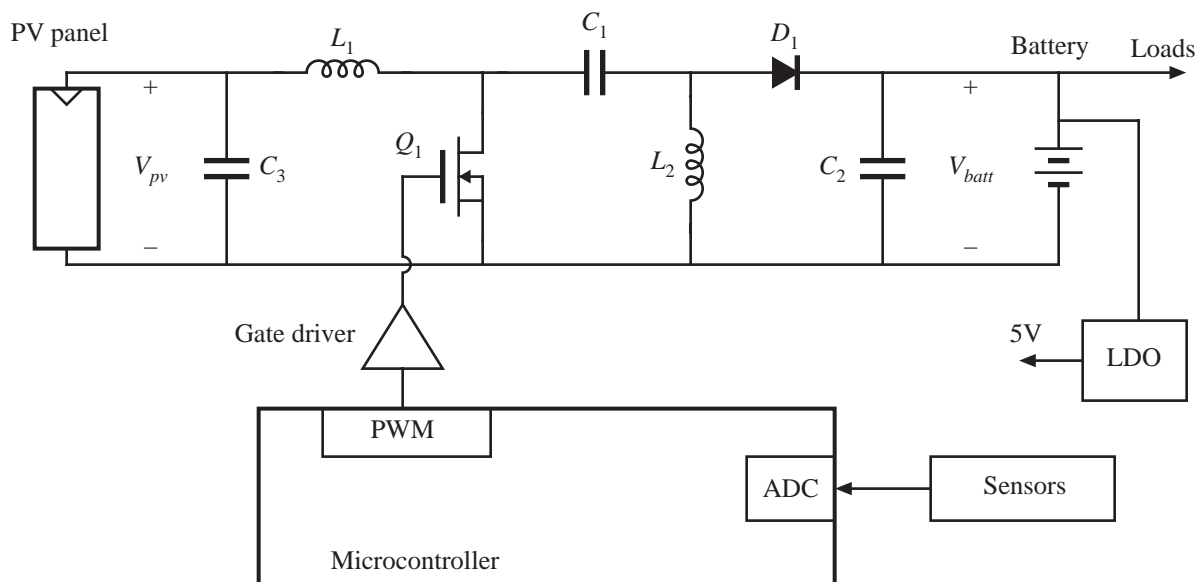 PV panel
L1
C1
D1
Battery
Loads
+
+
Vpv
C3
Q1
L2
C2
Vbatt
–
–
Gate driver
5V
LDO
PWM
ADC
Sensors
Microcontroller